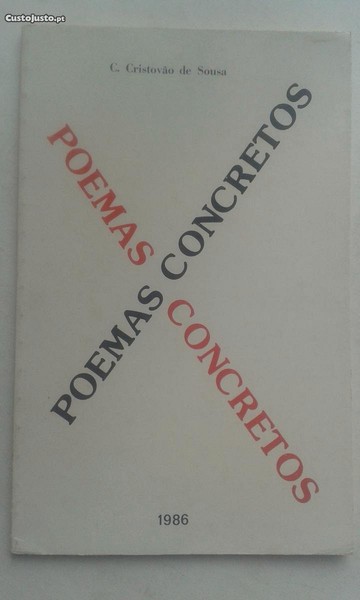 CustoJusto.pt
C. Cristovão de Sousa
POEMAS CONCRETOS
POEMAS CONCRETOS
1986